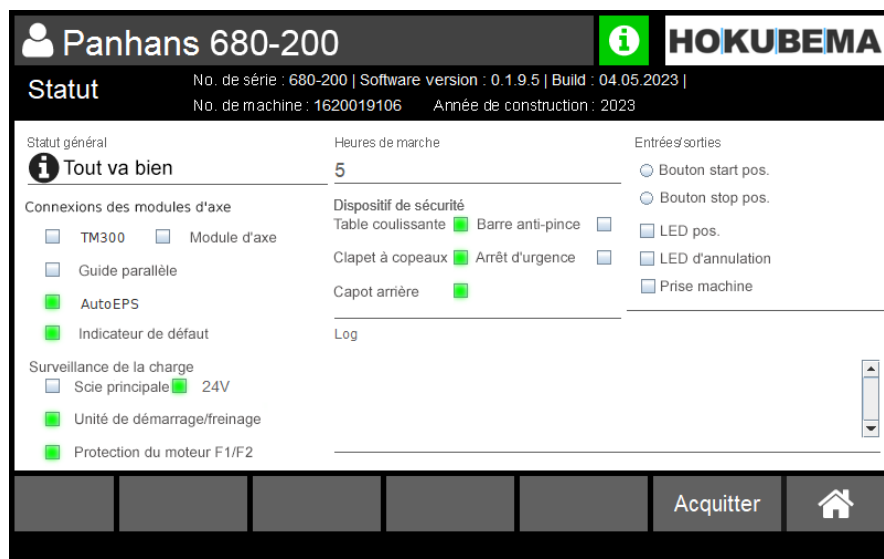 Panhans 680-200
HOKUBEMA
Statut
No. de série : 680-200 | Software version : 0.1.9.5 | Build : 04.05.2023 |
No. de machine : 1620019106 Année de construction : 2023
Statut général
Tout va bien
Connexions des modules d'axe
TM300 Module d'axe
Guide parallèle
AutoEPS
Indicateur de défaut
Surveillance de la charge
Scie principale 24V
Unité de démarrage/freinage
Protection du moteur F1/F2
Heures de marche
5
Dispositif de sécurité
Table coulissante Barre anti-pince
Clapet à copeaux Arrêt d'urgence
Capot arrière
Log
Entrées/sorties
Bouton start pos.
Bouton stop pos.
LED pos.
LED d'annulation
Prise machine
Acquitter